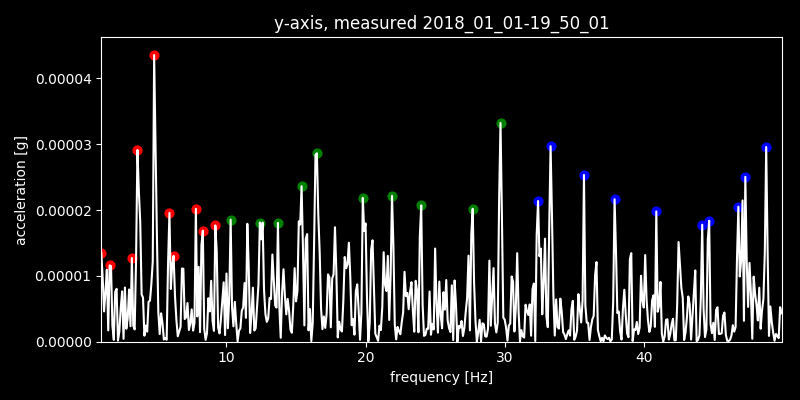 y-axis, measured 2018_01_01-19_50_01
acceleration [g]
0.00004
0.00003
0.00002
0.00001
0.00000
10 20 30 40
frequency [Hz]